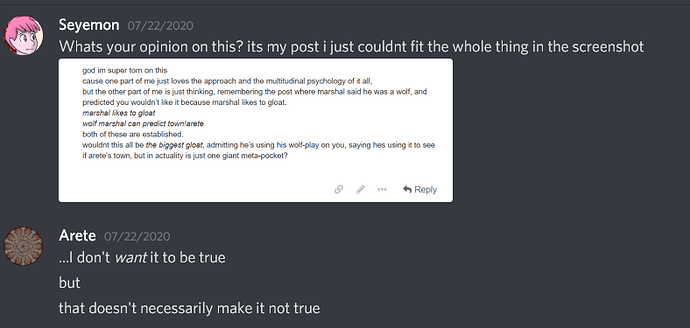 Seyemon 07/22/2020
Whats your opinion on this? its my post i just couldnt fit the whole thing in the screenshot
god im super torn on this
cause one part of me just loves the approach and the multitudinal psychology of it all,
but the other part of me is just thinking, remembering the post where marshal said he was a wolf, and
predicted you wouldn't like it because marshal likes to gloat.
marshal likes to gloat
wolf marshal can predict town!arete
both of these are established.
wouldnt this all be the biggest gloat, admitting he's using his wolf-play on you, saying hes using it to see
if arete's town, but in actuality is just one giant meta-pocket?
Reply
Arete 07/22/2020
...I don't want it to be true
but
that doesn't necessarily make it not true